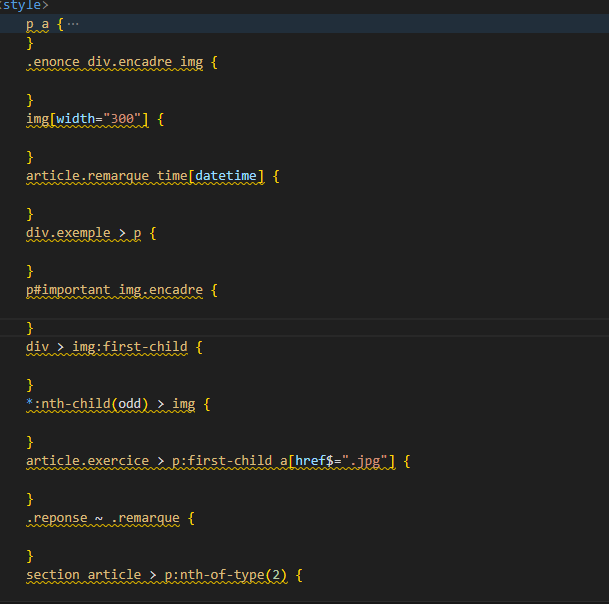 <style>
p a {···
}
.enonce div.encadre img {
}
img[width="300"] {
}
article.remarque time[datetime] {
}
div.exemple > p {
}
p#important img.encadre {
}
div > img:first-child {
}
*:nth-child(odd) > img {
}
article.exercice > p:first-child a[href$=".jpg"] {
}
.reponse ~ .remarque {
}
section article > p:nth-of-type(2) {